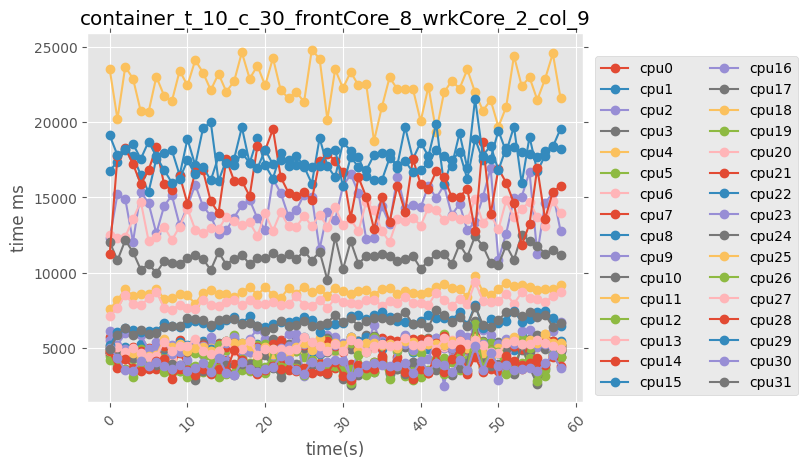 container_t_10_c_30_frontCore_8_wrkCore_2_col_9
25000
20000
15000
10000
5000
time ms
0
10
20
30
40
50
60
time(s)
cpu0
cpu1
cpu2
cpu3
cpu4
cpu5
cpu6
cpu7
cpu8
cpu9
cpu10
cpu11
cpu12
cpu13
cpu14
cpu15
cpu16
cpu17
cpu18
cpu19
cpu20
cpu21
cpu22
cpu23
cpu24
cpu25
cpu26
cpu27
cpu28
cpu29
cpu30
cpu31